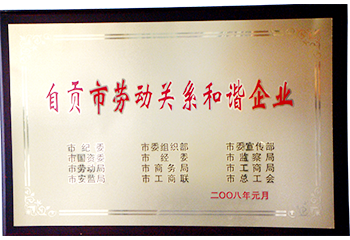 自贡市劳动关系和谐企业
市纪委 市委组织部 市委宣传部
市国资委 市经委 市监察局
市劳动局 市商务局 市工商局
市安监局 市工商联 市总工会
二〇〇八年元月